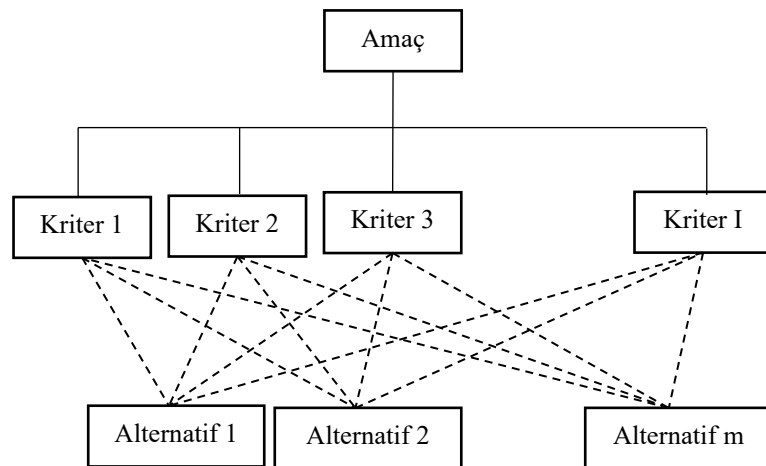 Amaç
Kriter 1
Kriter 2
Kriter 3
Kriter I
Alternatif 1
Alternatif 2
Alternatif m